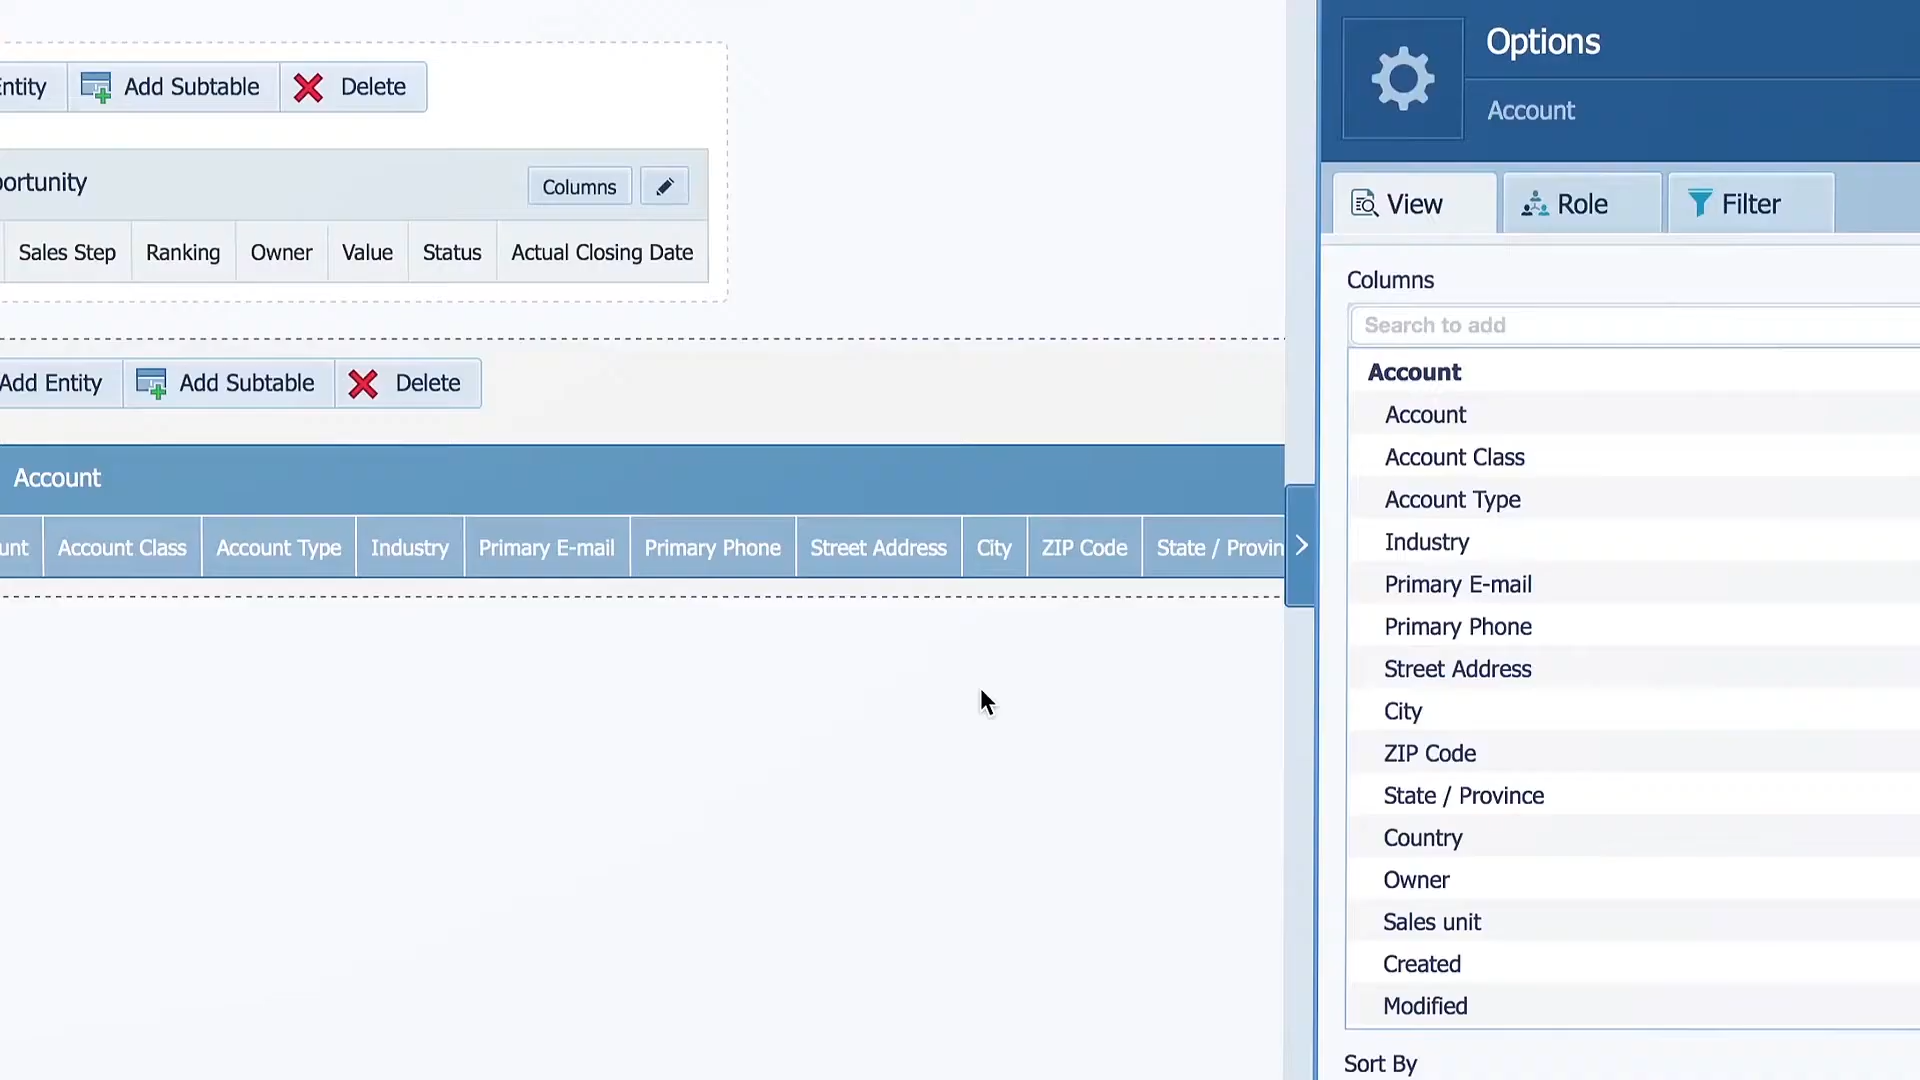 Entity Add Subtable Delete
portunity Columns
Sales Step Ranking Owner Value Status Actual Closing Date
Add Entity Add Subtable Delete
Account
unt Account Class Account Type Industry Primary E-mail Primary Phone Street Address City ZIP Code State / Provin
Options
Account
View Role Filter
Columns
Search to add
Account
Account
Account Class
Account Type
Industry
Primary E-mail
Primary Phone
Street Address
City
ZIP Code
State / Province
Country
Owner
Sales unit
Created
Modified
Sort By